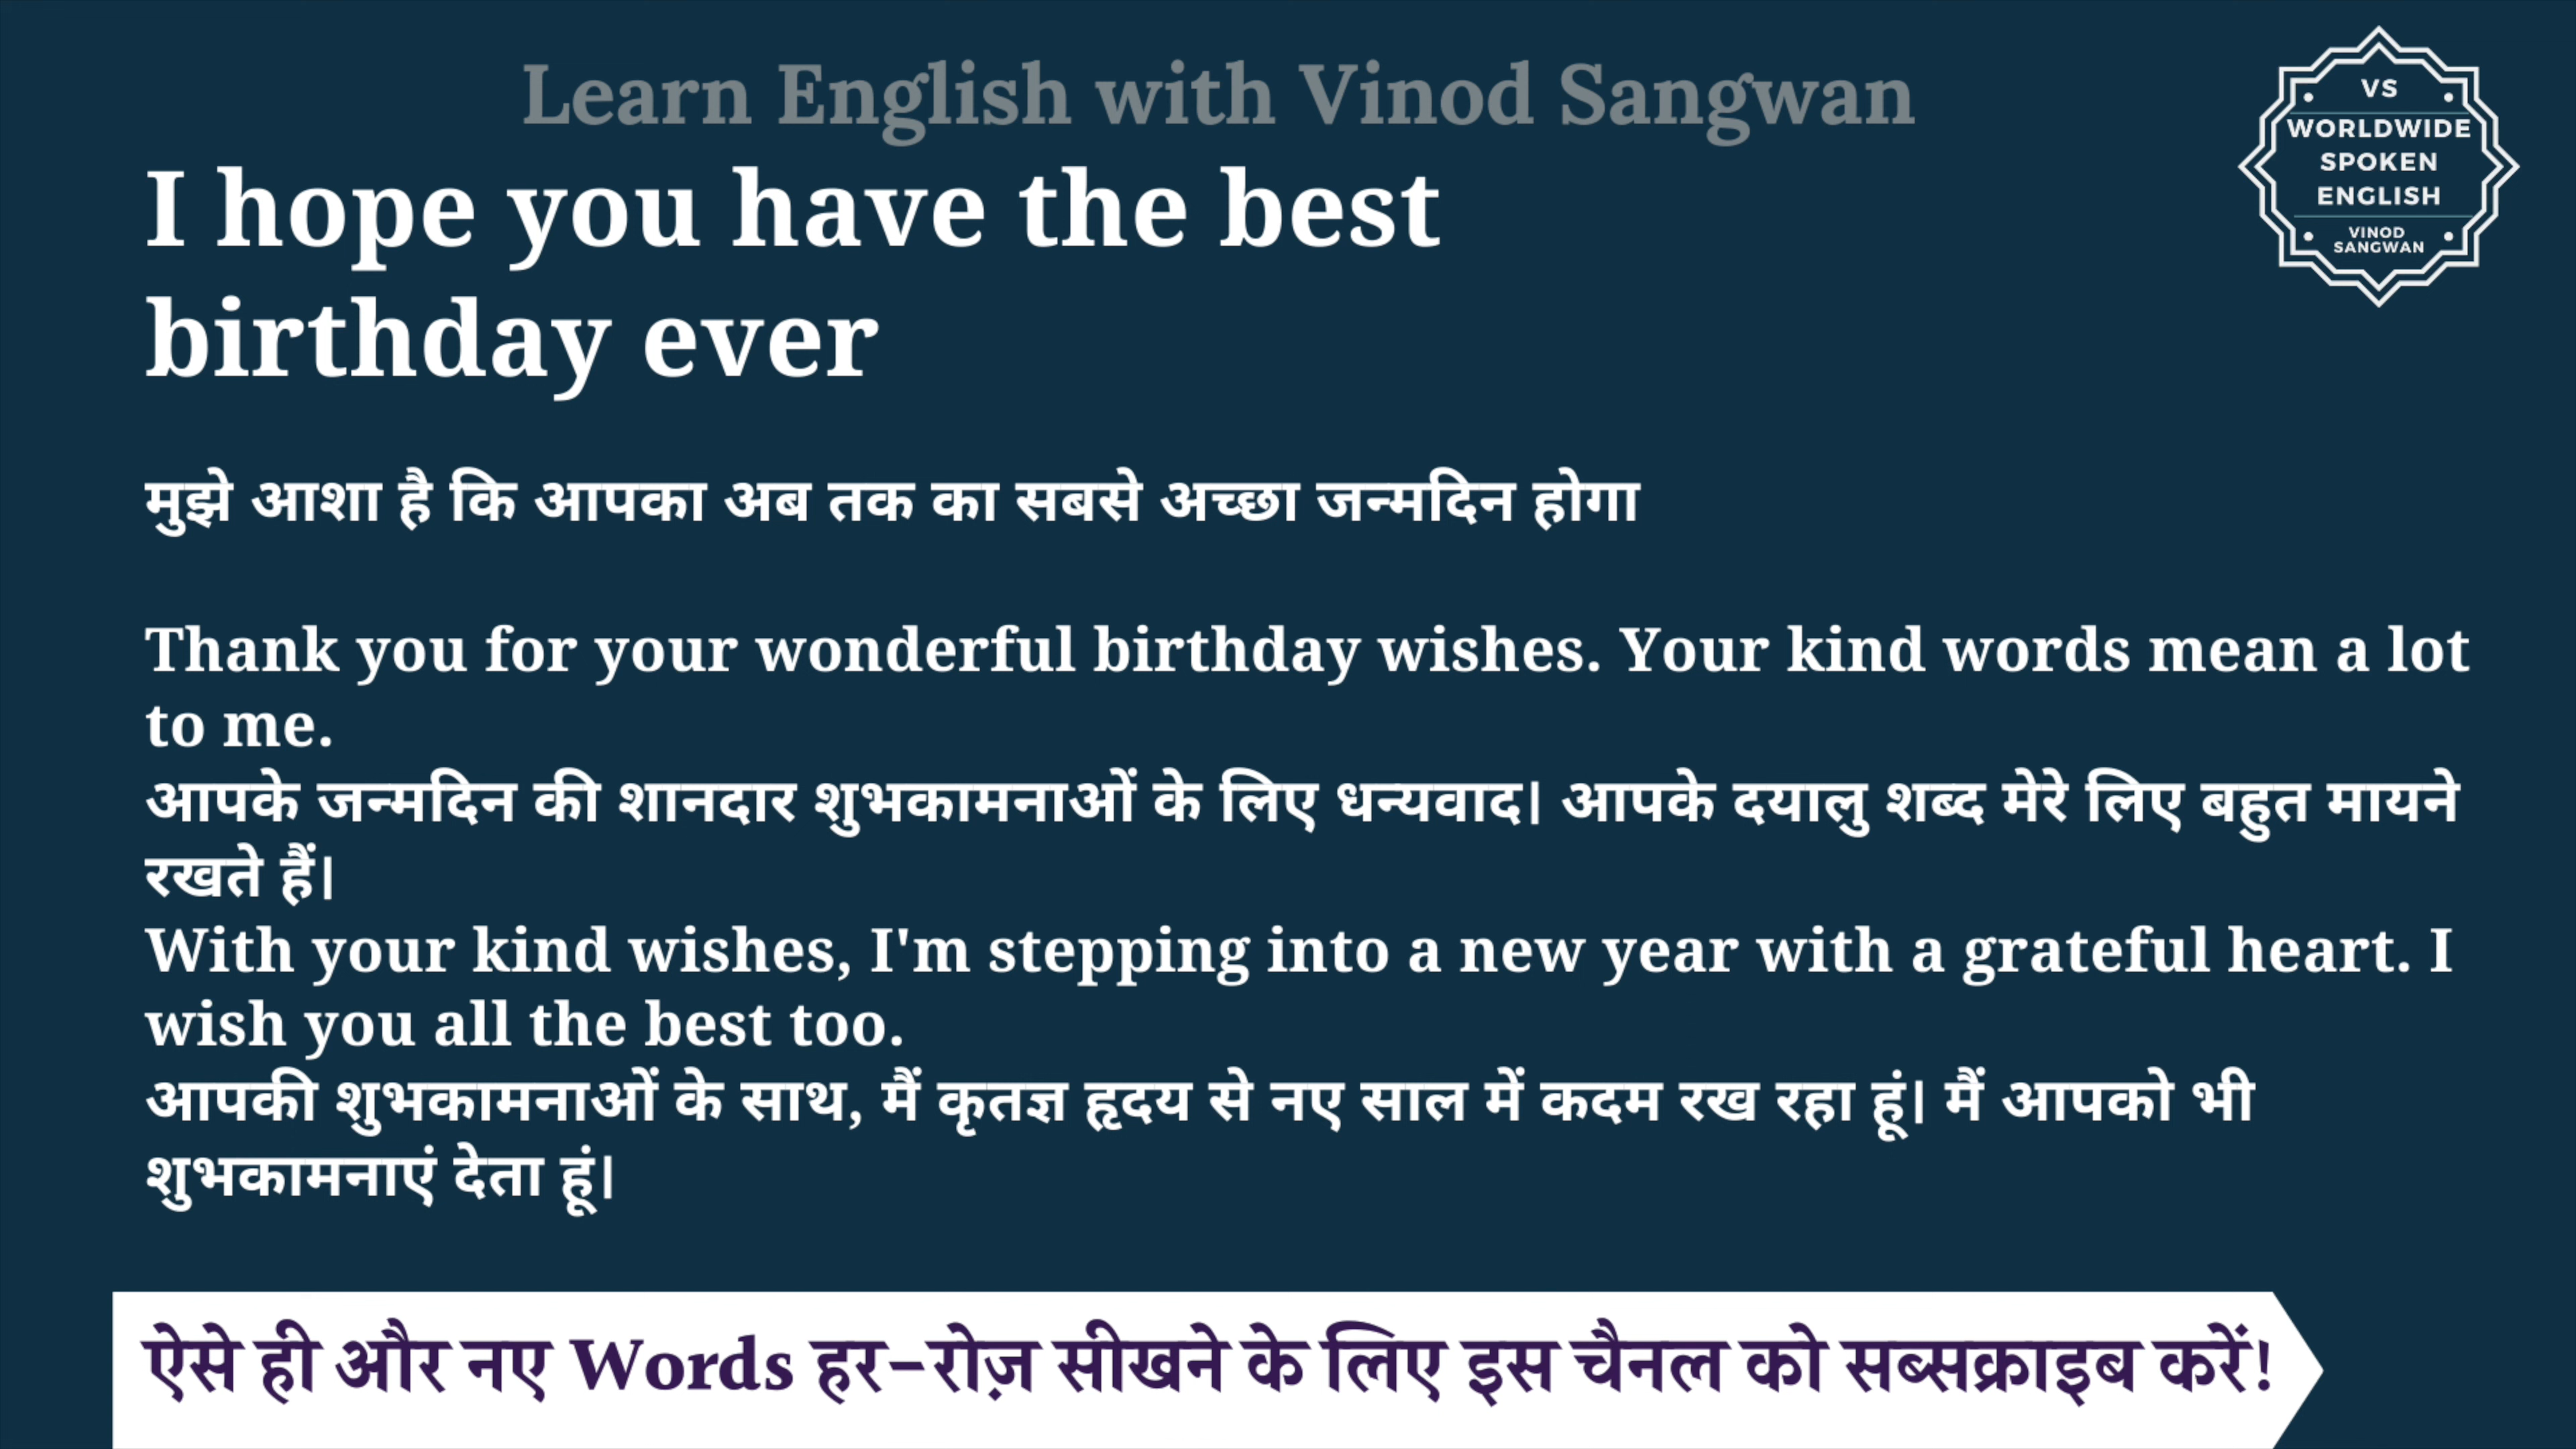 Learn English with Vinod Sangwan
VS
WORLDWIDE
SPOKEN
ENGLISH
VINOD
SANGWAN
I hope you have the best
birthday ever
मुझे आशा है कि आपका अब तक का सबसे अच्छा जन्मदिन होगा
Thank you for your wonderful birthday wishes. Your kind words mean a lot
to me.
आपके जन्मदिन की शानदार शुभकामनाओं के लिए धन्यवाद। आपके दयालु शब्द मेरे लिए बहुत मायने
रखते हैं।
With your kind wishes, I'm stepping into a new year with a grateful heart. I
wish you all the best too.
आपकी शुभकामनाओं के साथ, मैं कृतज्ञ हृदय से नए साल में कदम रख रहा हूं। मैं आपको भी
शुभकामनाएं देता हूं।
ऐसे ही और नए Words हर-रोज़ सीखने के लिए इस चैनल को सब्सक्राइब करें!